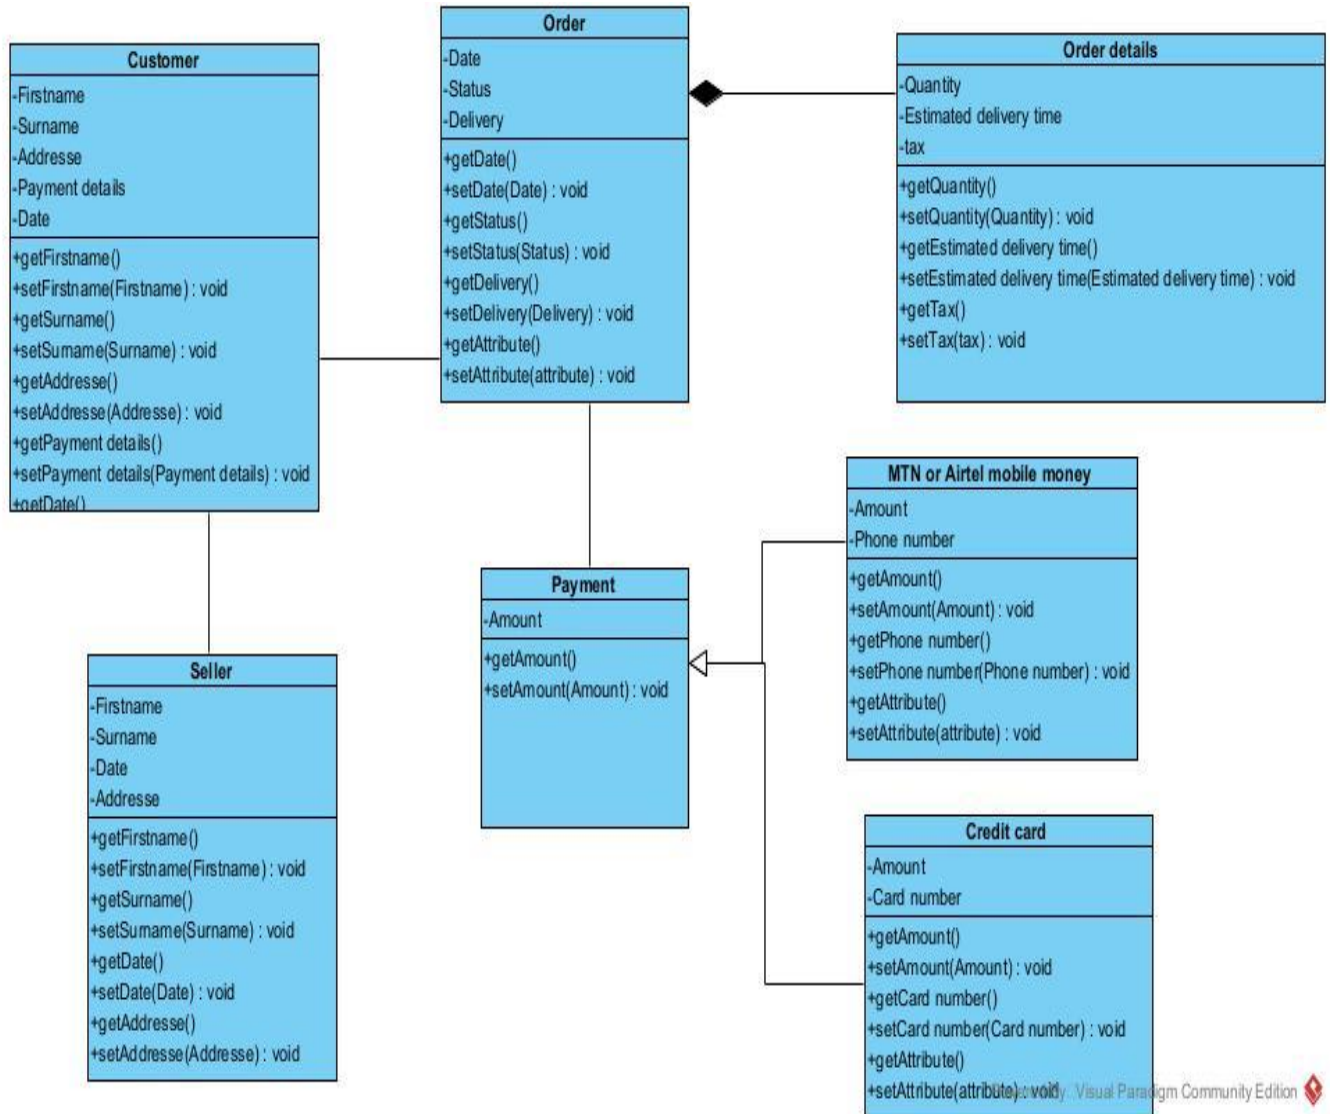 Customer
-Firstname
-Surname
-Addresse
-Payment details
-Date
+getFirstname()
+setFirstname(Firstname) : void
+getSurname()
+setSurname(Surname) : void
+getAddresse()
+setAddresse(Addresse) : void
+getPayment details()
+setPayment details(Payment details) : void
+getDate()
Order
-Date
-Status
-Delivery
+getDate()
+setDate(Date) : void
+getStatus()
+setStatus(Status) : void
+getDelivery()
+setDelivery(Delivery) : void
+getAttribute()
+setAttribute(attribute) : void
Order details
-Quantity
-Estimated delivery time
-tax
+getQuantity()
+setQuantity(Quantity) : void
+getEstimated delivery time()
+setEstimated delivery time(Estimated delivery time) : void
+getTax()
+setTax(tax) : void
MTN or Airtel mobile money
-Amount
-Phone number
+getAmount()
+setAmount(Amount) : void
+getPhone number()
+setPhone number(Phone number) : void
+getAttribute()
+setAttribute(attribute) : void
Payment
-Amount
+getAmount()
+setAmount(Amount) : void
Seller
-Firstname
-Surname
-Date
-Addresse
+getFirstname()
+setFirstname(Firstname) : void
+getSurname()
+setSurname(Surname) : void
+getDate()
+setDate(Date) : void
+getAddresse()
+setAddresse(Addresse) : void
Credit card
-Amount
-Card number
+getAmount()
+setAmount(Amount) : void
+getCard number()
+setCard number(Card number) : void
+getAttribute()
+setAttribute(attribute) : void
Visual Paradigm Community Edition